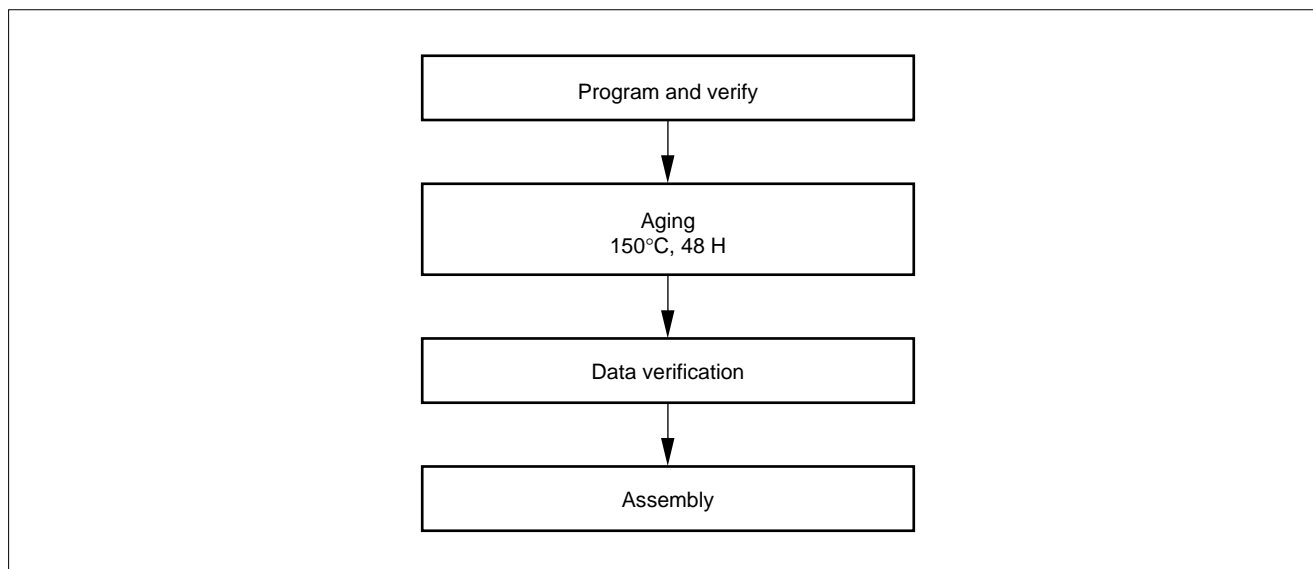 Program and verify
Aging
150°C, 48 H
Data verification
Assembly